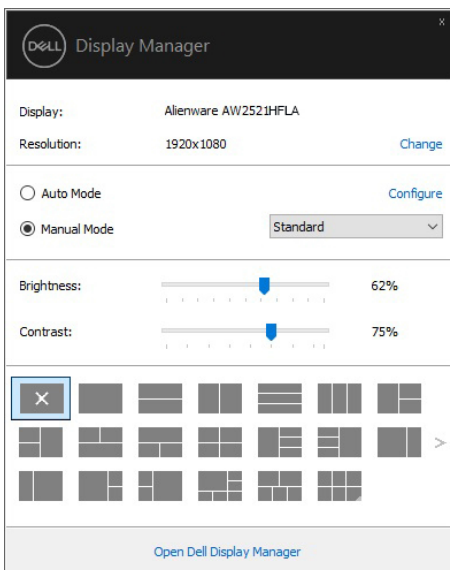 x
DELL Display Manager
Display: Alienware AW2521HFLA
Resolution: 1920x1080 Change
Auto Mode Configure
Manual Mode Standard
Brightness: 62%
Contrast: 75%
Open Dell Display Manager